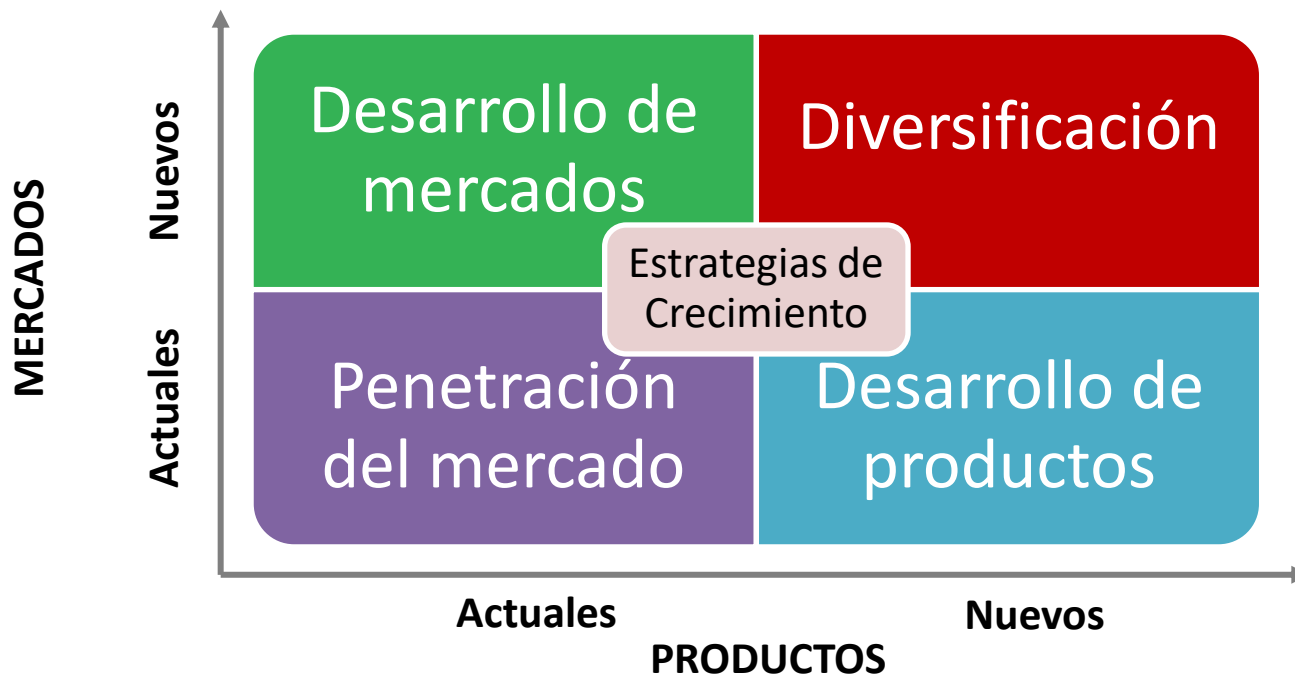 MERCADOS
Nuevos
Actuales
Desarrollo de
mercados
Diversificación
Estrategias de
Crecimiento
Penetración
del mercado
Desarrollo de
productos
Actuales
Nuevos
PRODUCTOS